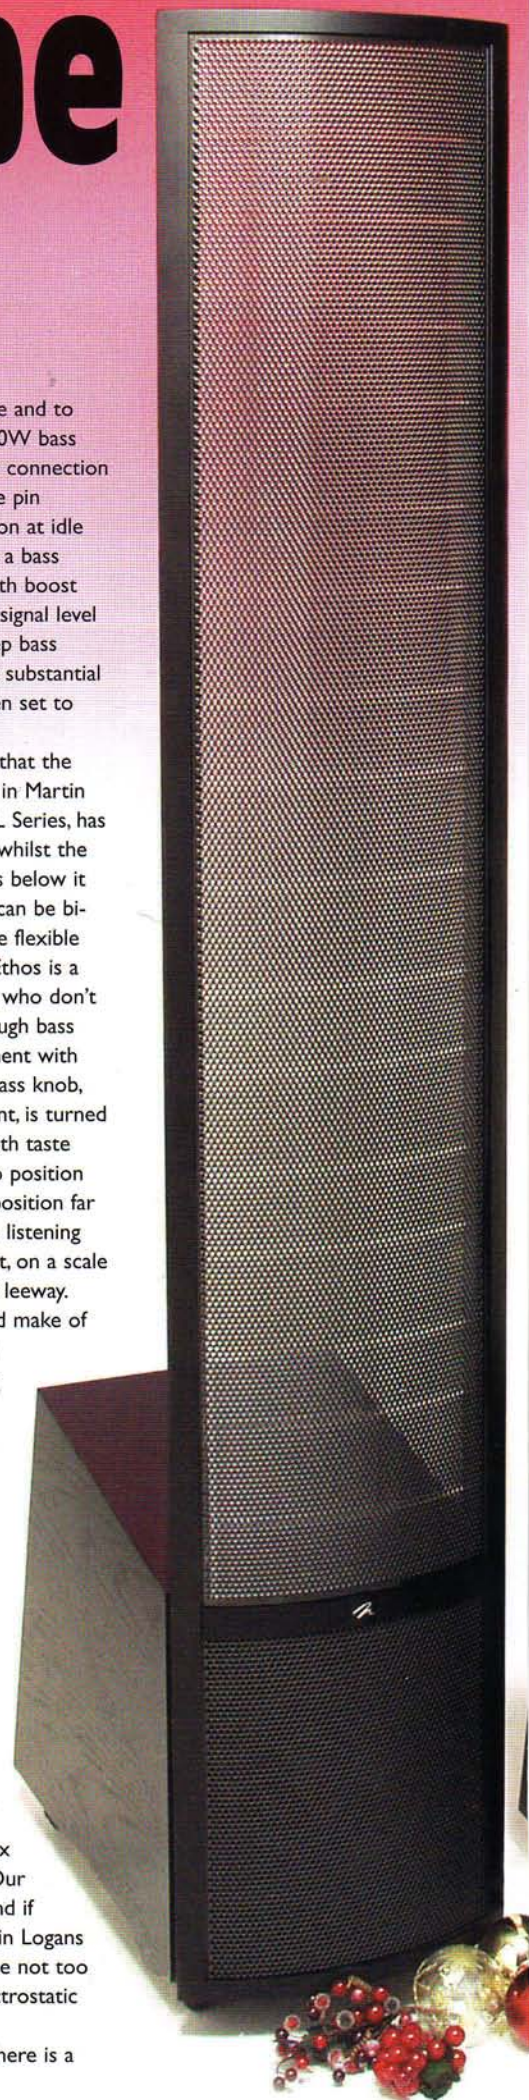 be
e and to
0W bass
connection
e pin
on at idle
a bass
th boost
signal level
p bass
substantial
n set to
that the
in Martin
L Series, has
whilst the
s below it
can be bi-
e flexible
Ethos is a
who don't
ugh bass
ent with
ass knob,
nt, is turned
th taste
o position
position far
listening
t, on a scale
leeway.
d make of
x
Our
nd if
in Logans
e not too
trostatic
here is a